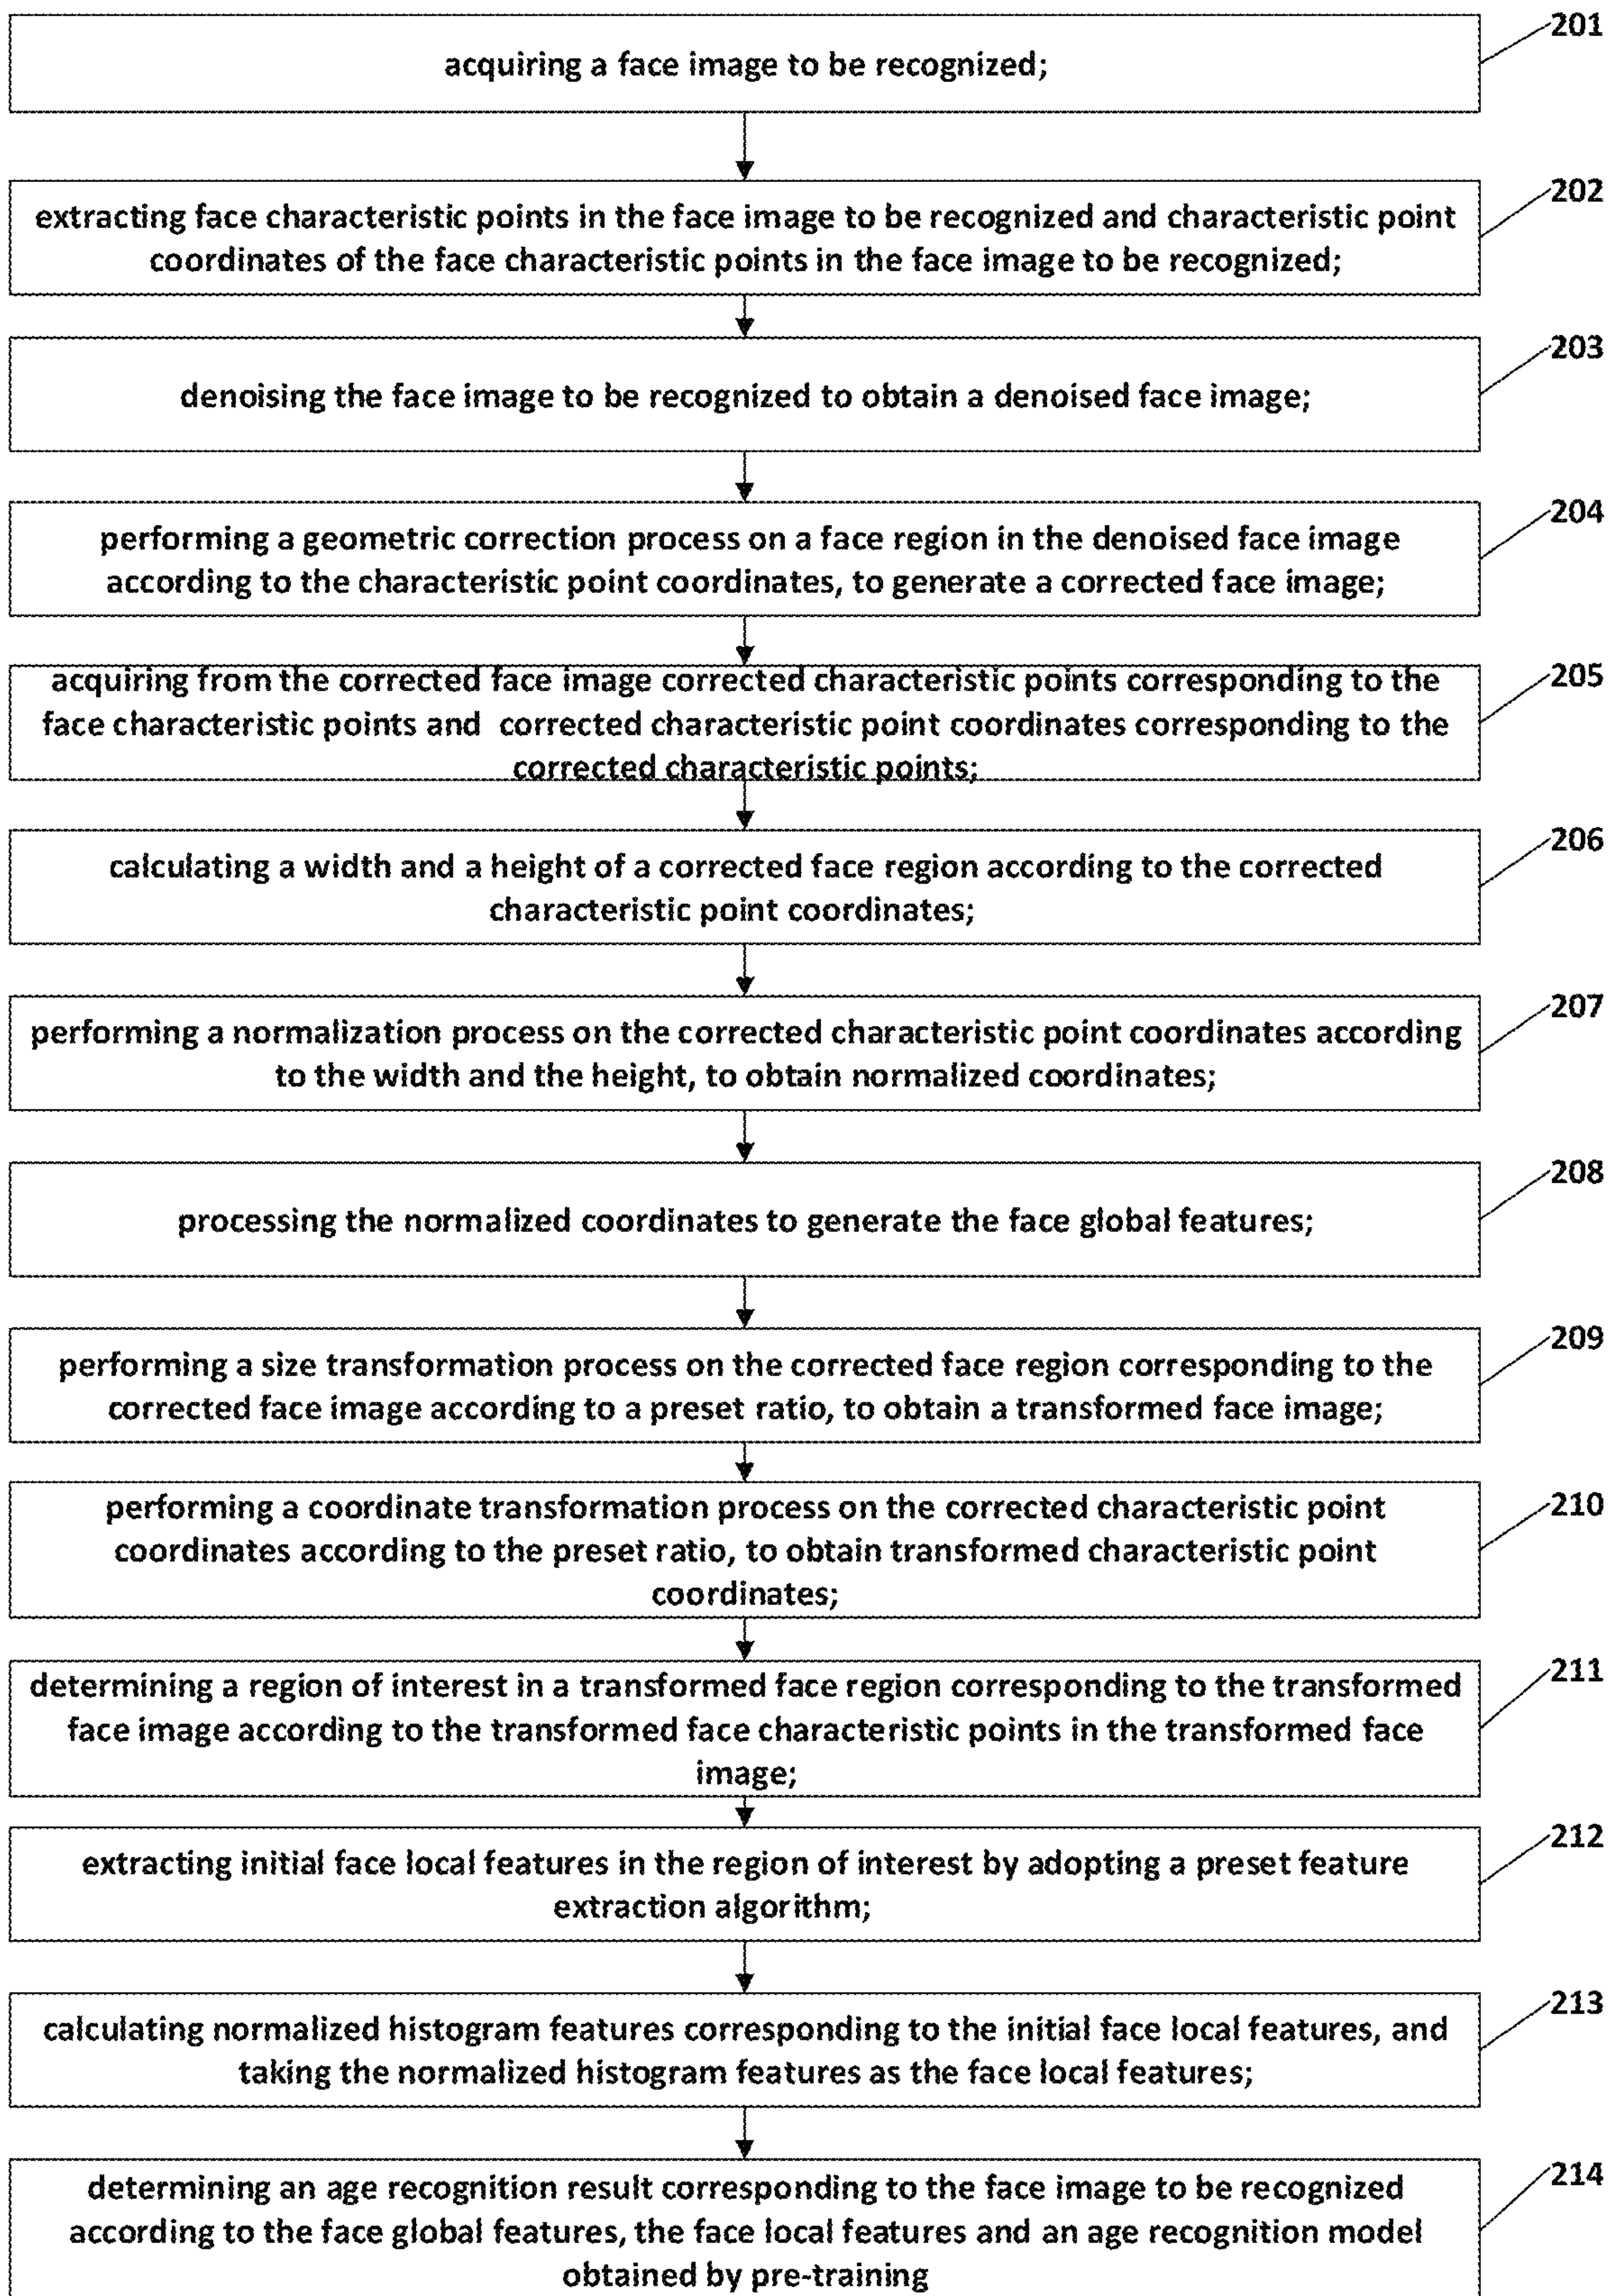 201
acquiring a face image to be recognized;
202
extracting face characteristic points in the face image to be recognized and characteristic point
coordinates of the face characteristic points in the face image to be recognized;
203
denoising the face image to be recognized to obtain a denoised face image;
204
performing a geometric correction process on a face region in the denoised face image
according to the characteristic point coordinates, to generate a corrected face image;
205
acquiring from the corrected face image corrected characteristic points corresponding to the
face characteristic points and corrected characteristic point coordinates corresponding to the
corrected characteristic points;
206
calculating a width and a height of a corrected face region according to the corrected
characteristic point coordinates;
207
performing a normalization process on the corrected characteristic point coordinates according
to the width and the height, to obtain normalized coordinates;
208
processing the normalized coordinates to generate the face global features;
209
performing a size transformation process on the corrected face region corresponding to the
corrected face image according to a preset ratio, to obtain a transformed face image;
210
performing a coordinate transformation process on the corrected characteristic point
coordinates according to the preset ratio, to obtain transformed characteristic point
coordinates;
211
determining a region of interest in a transformed face region corresponding to the transformed
face image according to the transformed face characteristic points in the transformed face
image;
212
extracting initial face local features in the region of interest by adopting a preset feature
extraction algorithm;
213
calculating normalized histogram features corresponding to the initial face local features, and
taking the normalized histogram features as the face local features;
214
determining an age recognition result corresponding to the face image to be recognized
according to the face global features, the face local features and an age recognition model
obtained by pre-training